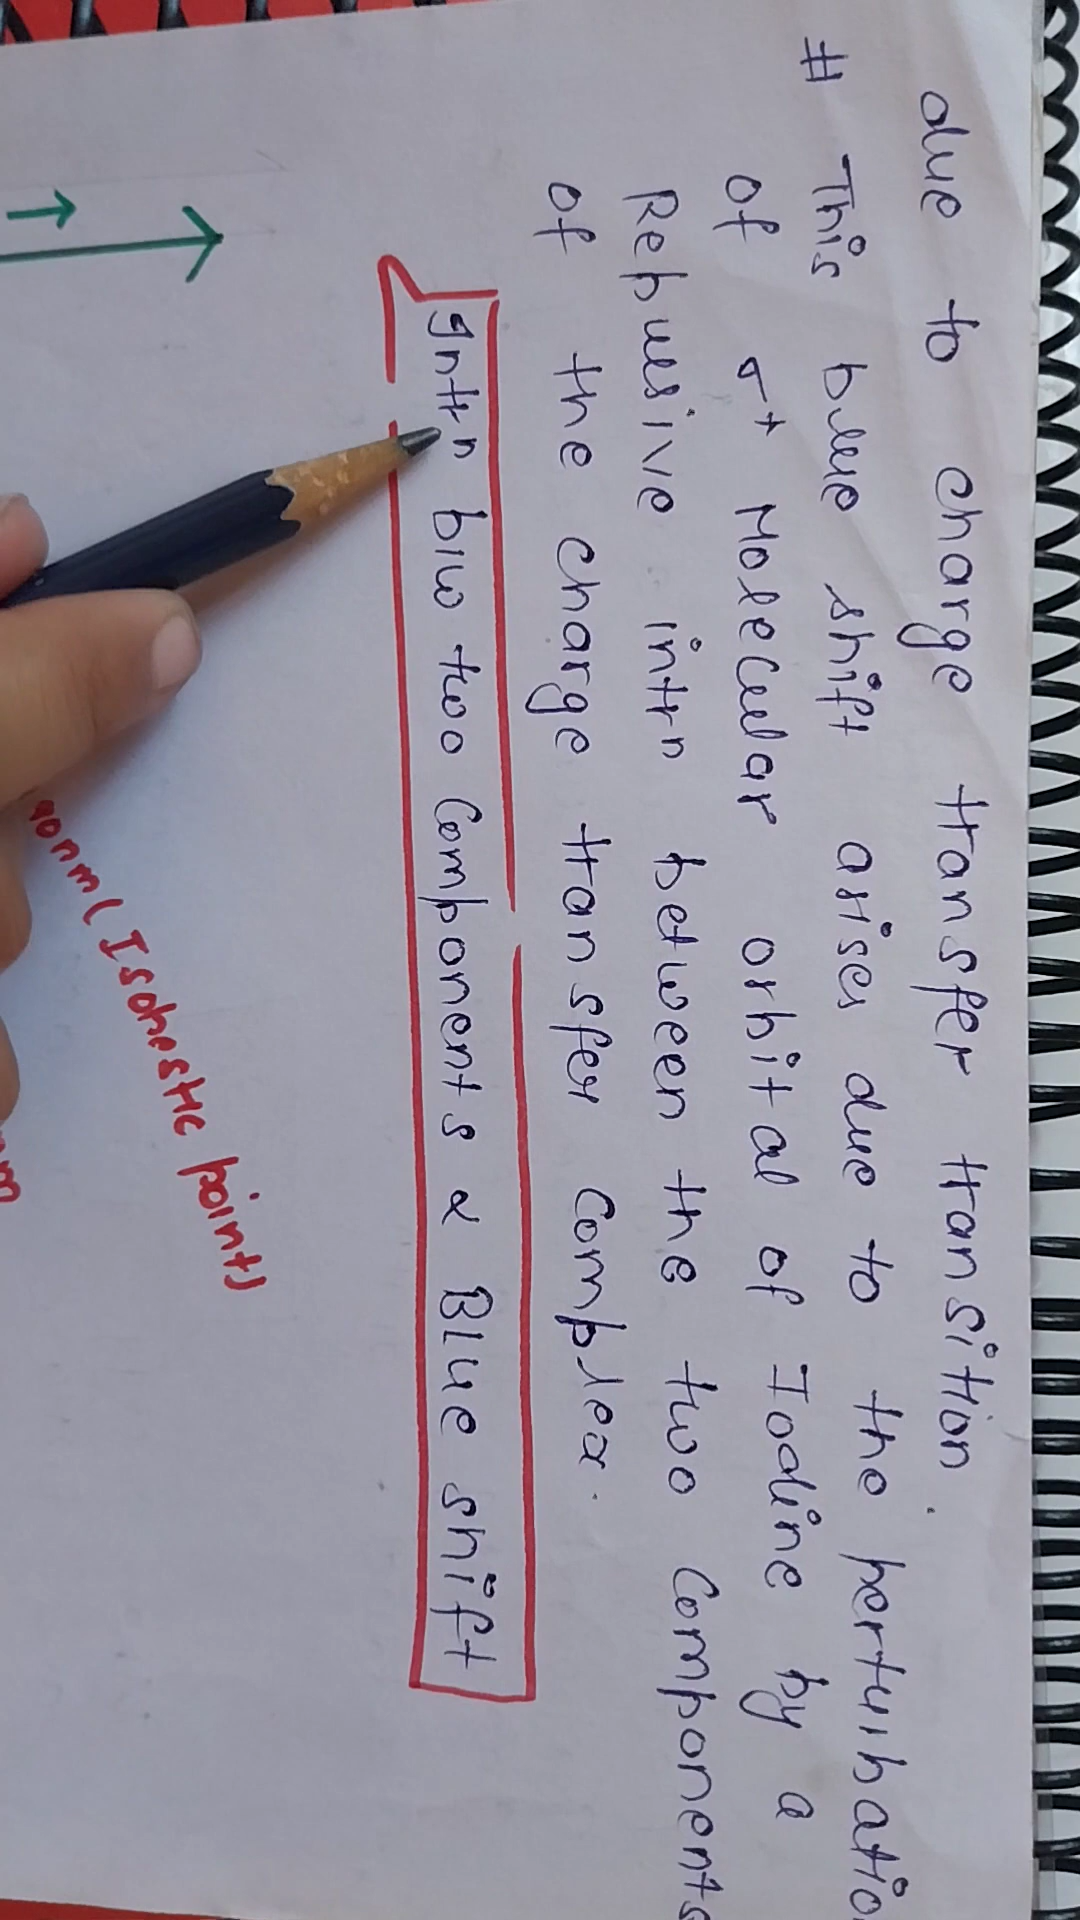 due to charge transfer transition.
# This blue shift arises due to the perturbatio
of σ+ Molecular orbital of Iodine by a
Repulsive intrn between the two Components
of the charge transfer Complex.
Intrn b/w two Components α Blue shift
nm (Isobestic points)